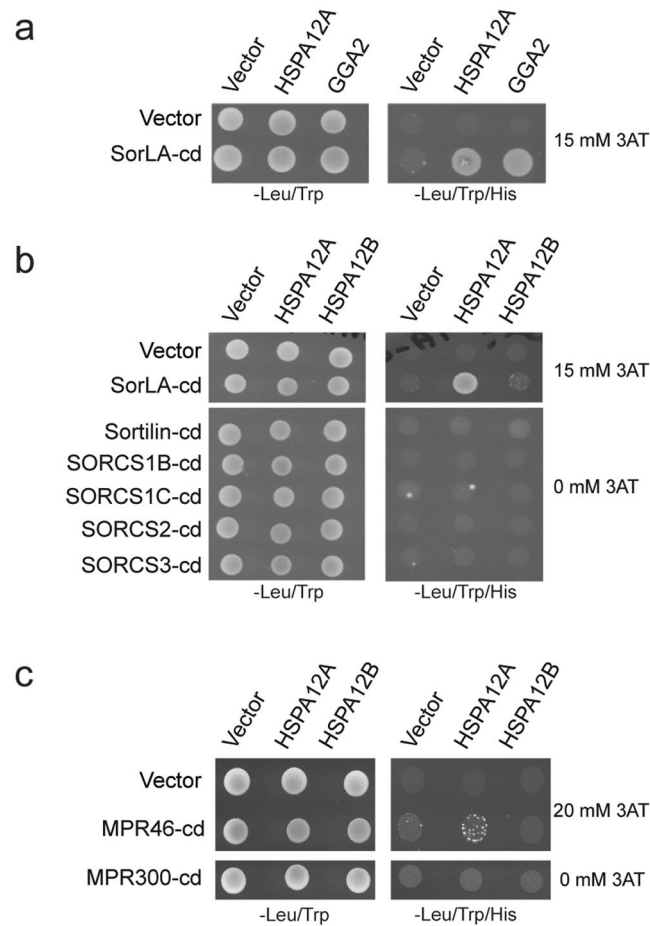 a
Vector HSPA12A GGA2 Vector HSPA12A GGA2
Vector
SorLA-cd
15 mM 3AT
-Leu/Trp -Leu/Trp/His
b
Vector HSPA12A HSPA12B Vector HSPA12A HSPA12B
Vector
SorLA-cd
15 mM 3AT
Sortilin-cd
SORCS1B-cd
SORCS1C-cd
0 mM 3AT
SORCS2-cd
SORCS3-cd
-Leu/Trp -Leu/Trp/His
c
Vector HSPA12A HSPA12B Vector HSPA12A HSPA12B
Vector
MPR46-cd
20 mM 3AT
MPR300-cd
0 mM 3AT
-Leu/Trp -Leu/Trp/His